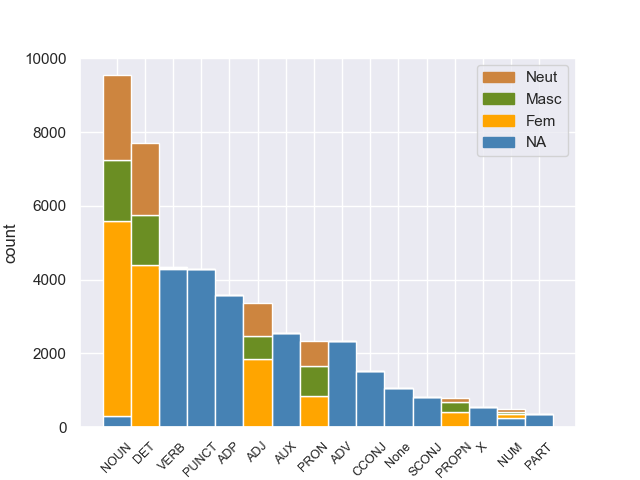 10000
8000
6000
4000
2000
0
count
Neut
Masc
Fem
NA
NOUN
DET
VERB
PUNCT
ADP
ADJ
AUX
PRON
ADV
CCONJ
None
SCONJ
PROPN
X
NUM
PART